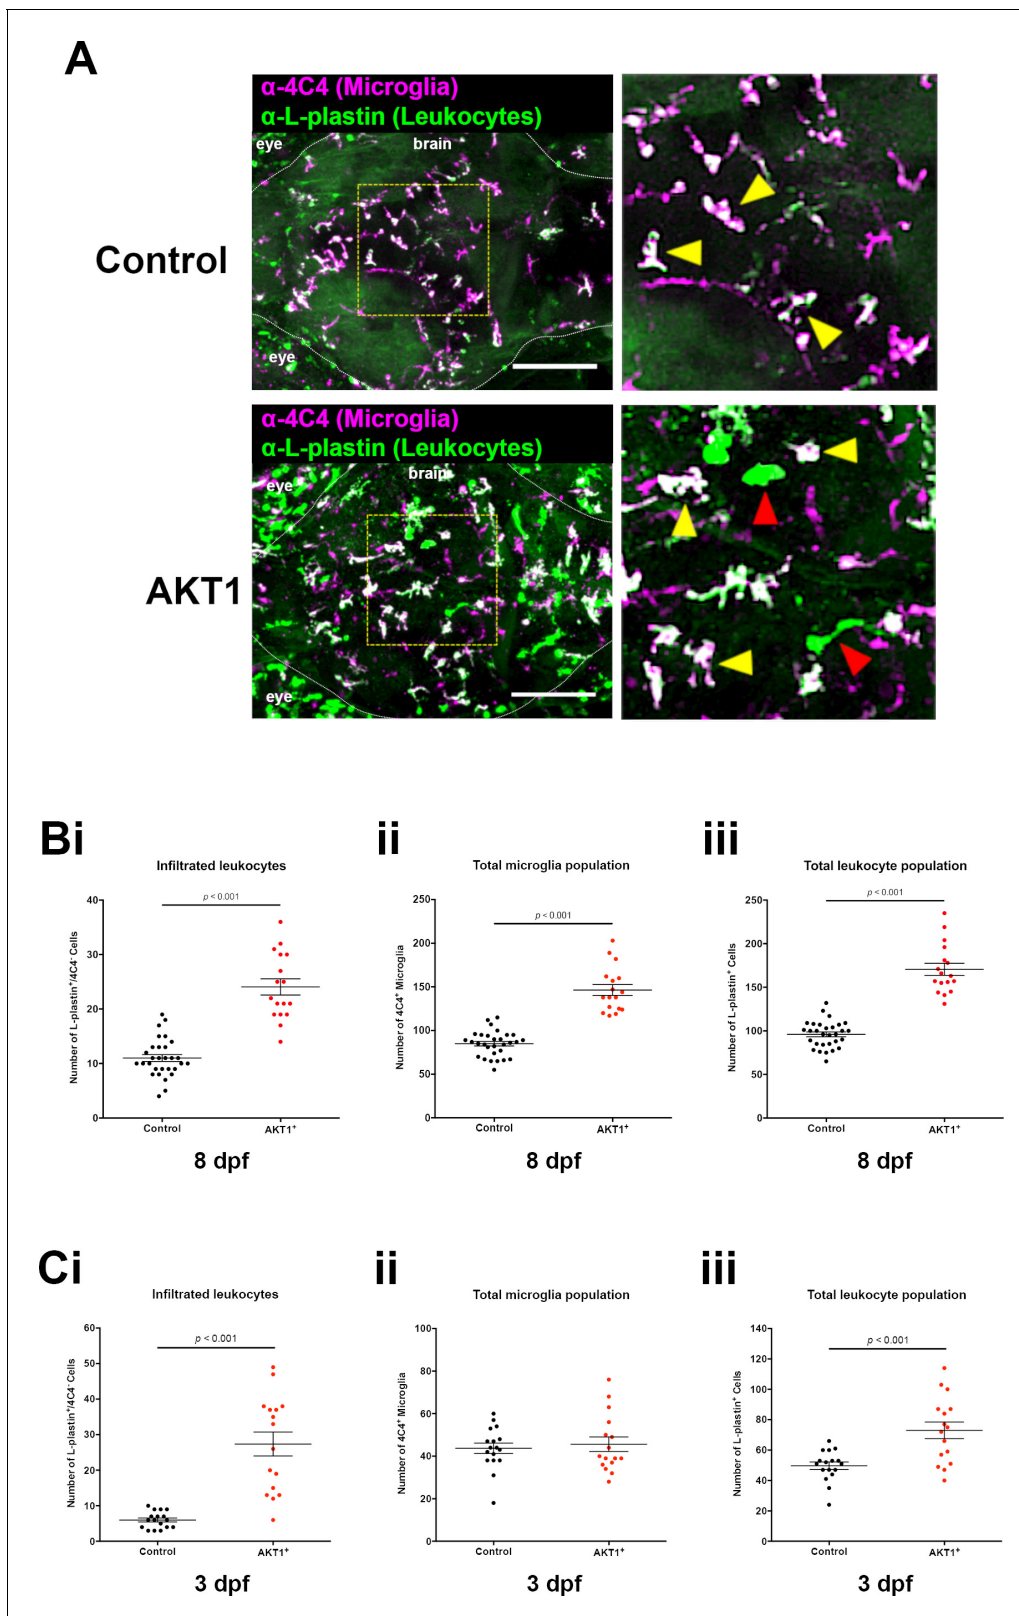 A
α-4C4 (Microglia)
α-L-plastin (Leukocytes)
eye
brain
Control
eye
α-4C4 (Microglia)
α-L-plastin (Leukocytes)
brain
eye
AKT1
eye
Bi
ii
iii
Infiltrated leukocytes
Total microglia population
Total leukocyte population
p < 0.001
p < 0.001
p < 0.001
Number of L-plastin⁺/4C4⁻ Cells
40
30
20
10
0
Control
AKT1⁺
8 dpf
Number of 4C4⁺ Microglia
250
200
150
100
50
0
Control
AKT1⁺
8 dpf
Number of L-plastin⁺ Cells
250
200
150
100
50
0
Control
AKT1⁺
8 dpf
Ci
ii
iii
Infiltrated leukocytes
Total microglia population
Total leukocyte population
p < 0.001
p < 0.001
Number of L-plastin⁺/4C4⁻ Cells
60
50
40
30
20
10
0
Control
AKT1⁺
3 dpf
Number of 4C4⁺ Microglia
100
80
60
40
20
0
Control
AKT1⁺
3 dpf
Number of L-plastin⁺ Cells
140
120
100
80
60
40
20
0
Control
AKT1⁺
3 dpf